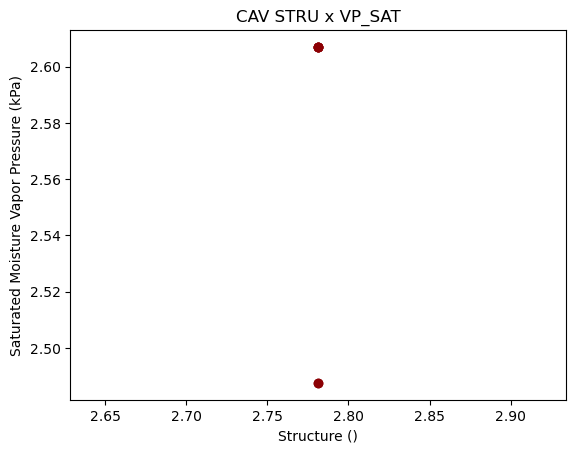 CAV STRU x VP_SAT
Saturated Moisture Vapor Pressure (kPa)
2.60
2.58
2.56
2.54
2.52
2.50
2.65 2.70 2.75 2.80 2.85 2.90
Structure ()